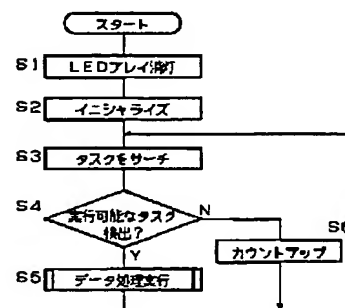 スタート
S1 LEDアレイ消灯
S2 イニシャライズ
S3 タスクをサーチ
S4 実行可能なタスク N
検出?
S6
カウントアップ
Y
S5 データ処理実行